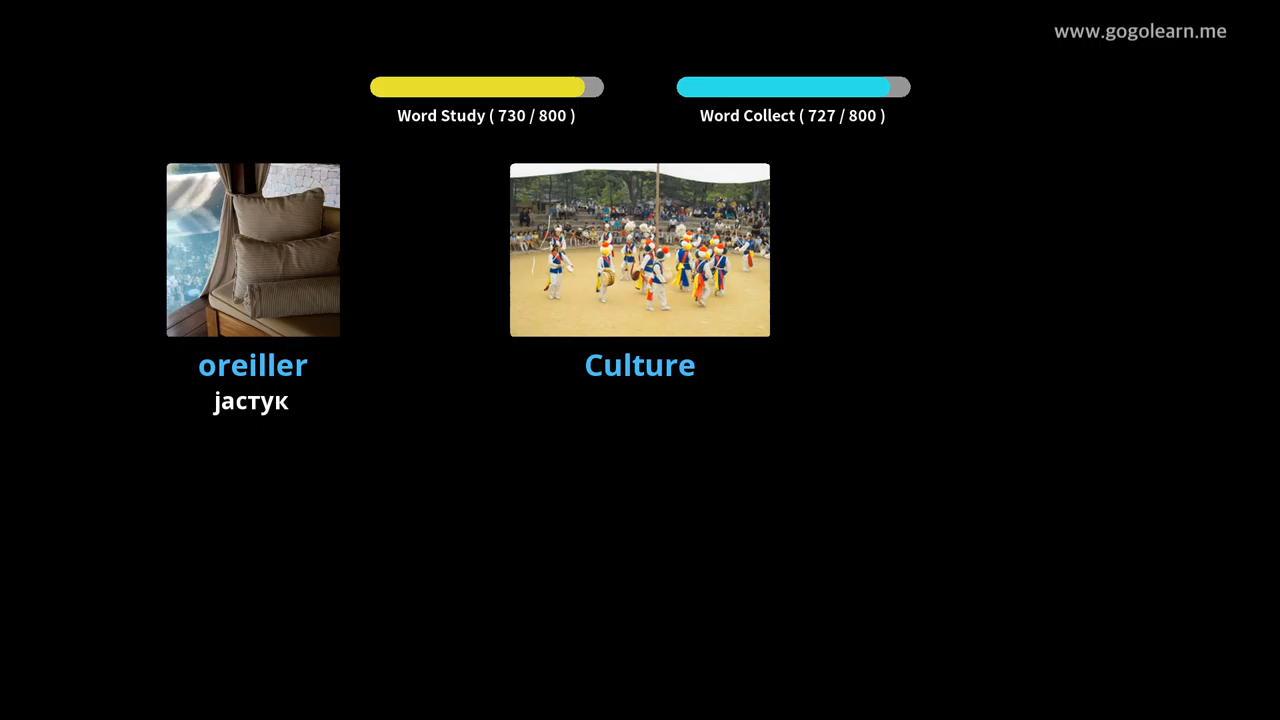 www.gogolearn.me
Word Study ( 730 / 800 )
Word Collect ( 727 / 800 )
oreiller
јастук
Culture